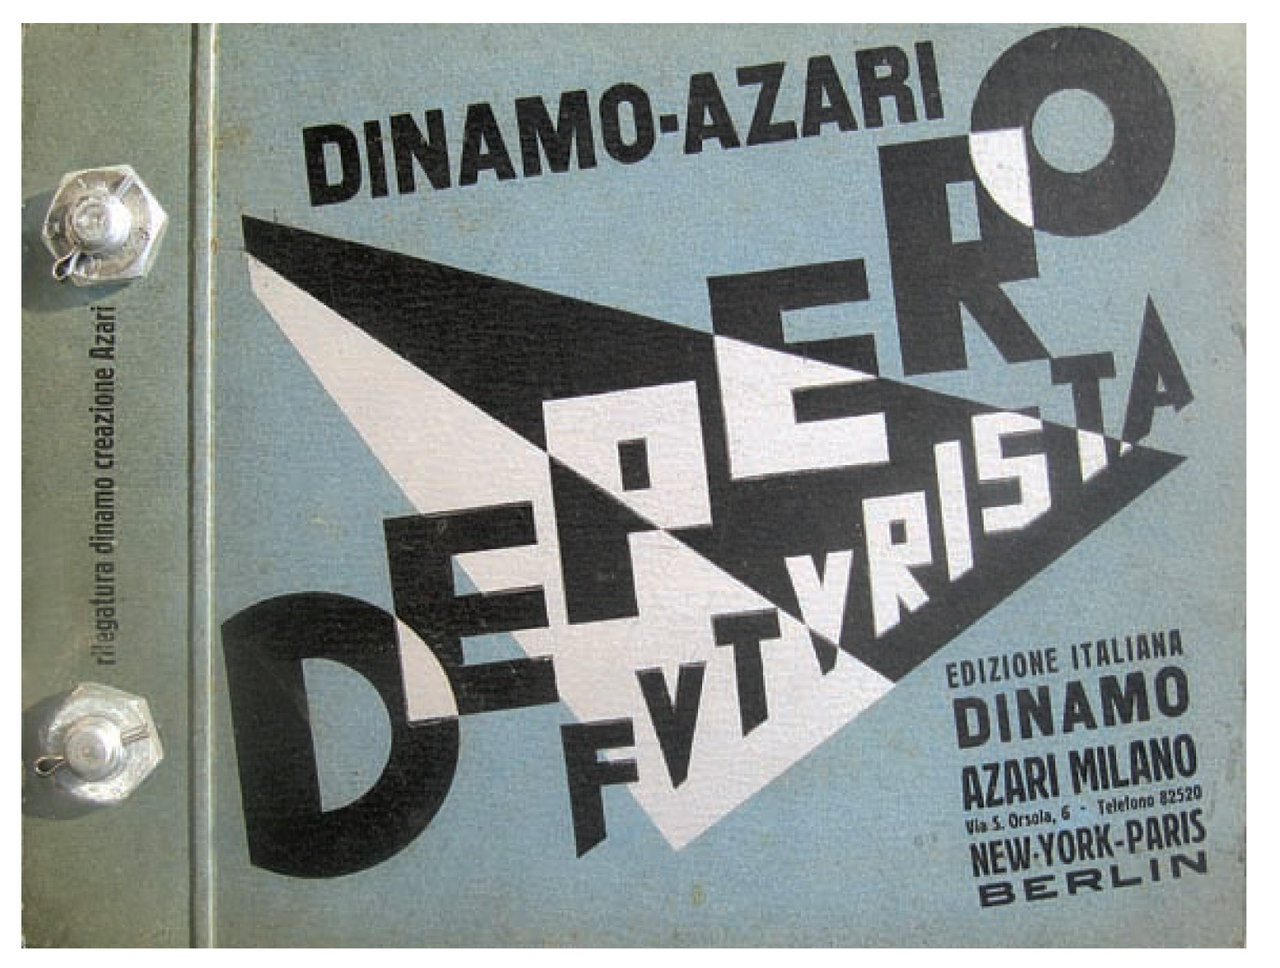 DINAMO-AZARI
DEPERO
FVTVRISTA
rilegatura dinamo creazione Azari
EDIZIONE ITALIANA
DINAMO
AZARI MILANO
Via S. Orsola, 6 - Telefono 82520
NEW-YORK-PARIS
BERLIN